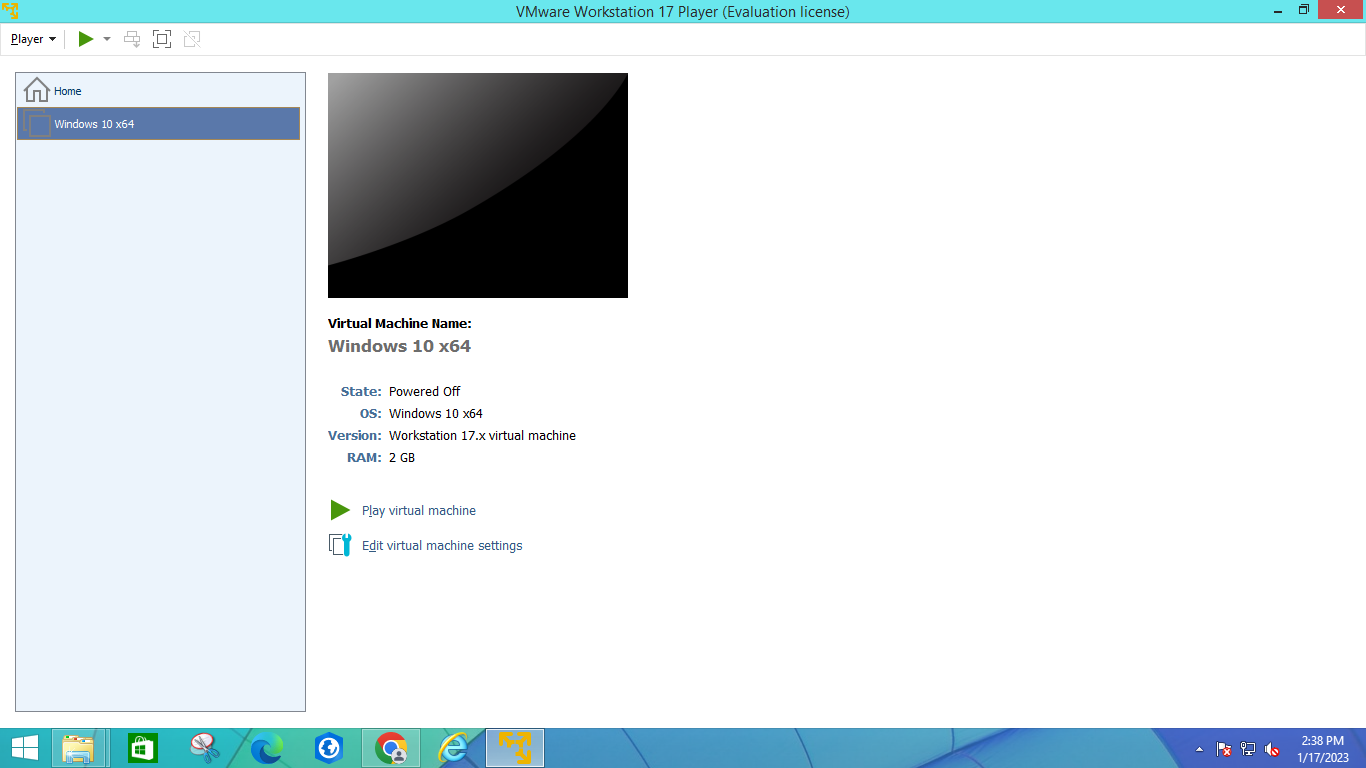 VMware Workstation 17 Player (Evaluation license)
Player
Home
Windows 10 x64
Virtual Machine Name:
Windows 10 x64
State: Powered Off
OS: Windows 10 x64
Version: Workstation 17.x virtual machine
RAM: 2 GB
Play virtual machine
Edit virtual machine settings
2:38 PM
1/17/2023